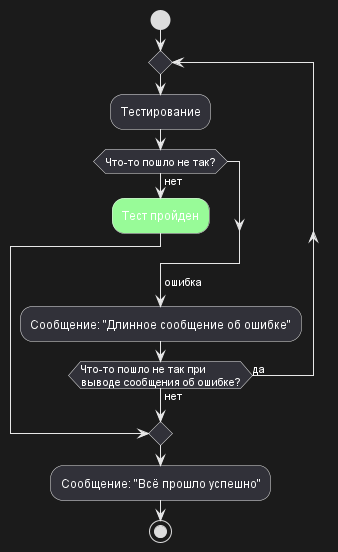 Тестирование
Что-то пошло не так?
нет
Тест пройден
ошибка
Сообщение: "Длинное сообщение об ошибке"
Что-то пошло не так при
выводе сообщения об ошибке?
да
нет
Сообщение: "Всё прошло успешно"